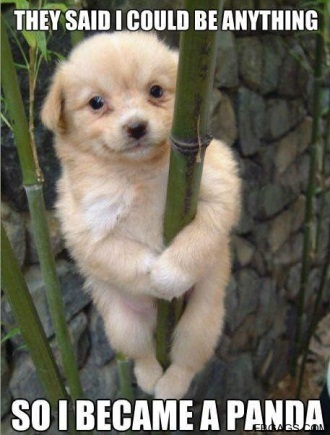 THEY SAID I COULD BE ANYTHING
SO I BECAME A PANDA